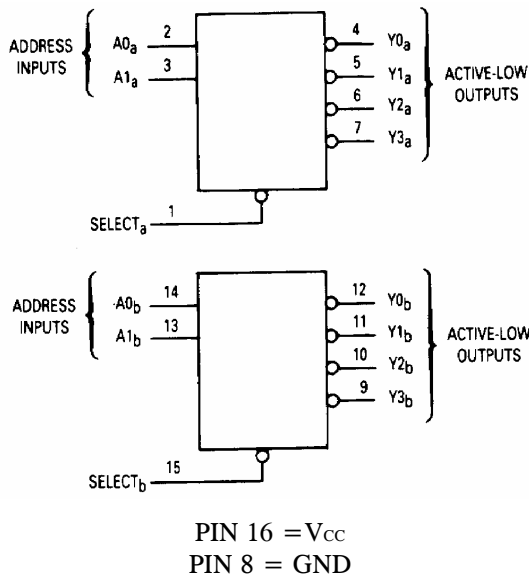 ADDRESS INPUTS
A0a 2
A1a 3
4 Y0a
5 Y1a
6 Y2a
7 Y3a
ACTIVE-LOW OUTPUTS
SELECTa 1
ADDRESS INPUTS
A0b 14
A1b 13
12 Y0b
11 Y1b
10 Y2b
9 Y3b
ACTIVE-LOW OUTPUTS
SELECTb 15
PIN 16 = VCC
PIN 8 = GND